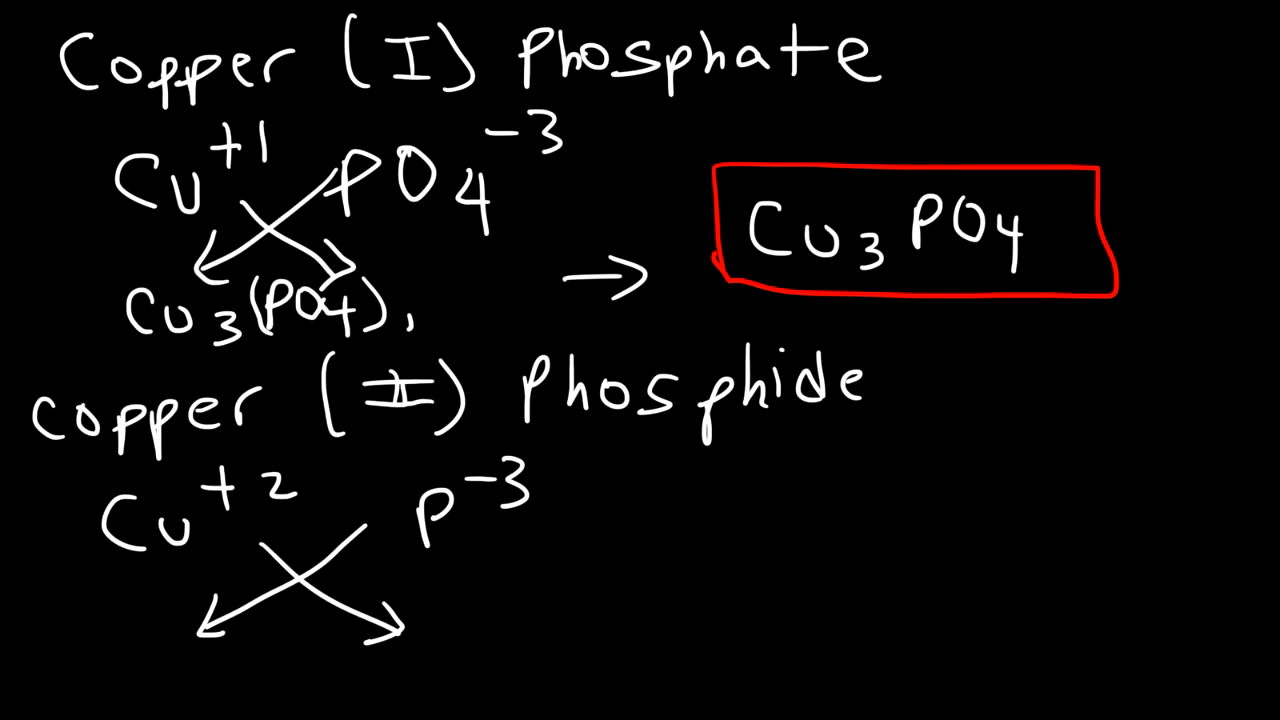 Copper (I) Phosphate
Cu⁺¹ PO₄⁻³
Cu₃(PO₄)₁ → Cu₃PO₄
Copper (II) Phosphide
Cu⁺² P⁻³